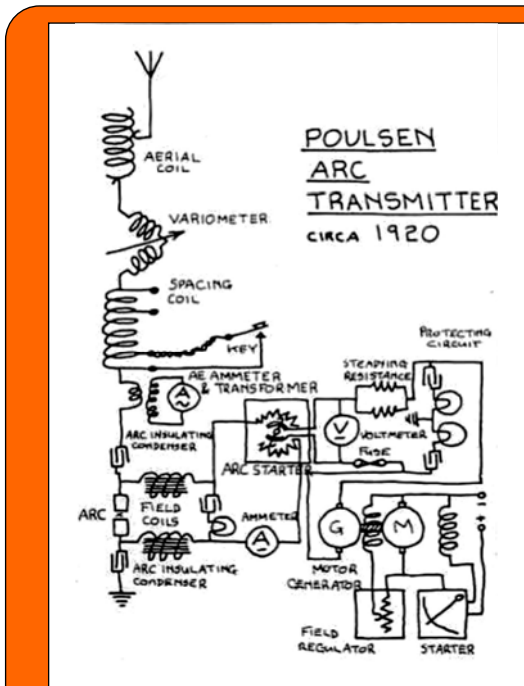 POULSEN
ARC
TRANSMITTER
CIRCA 1920
AERIAL
COIL
VARIOMETER
SPACING
COIL
KEY
PROTECTING
CIRCUIT
STEADYING
RESISTANCE
AE AMMETER
& TRANSFORMER
A
V
VOLTMETER
FUSE
ARC INSULATING
CONDENSER
ARC STARTER
ARC
FIELD
COILS
AMMETER
A
G
M
+
ARC INSULATING
CONDENSER
MOTOR
GENERATOR
FIELD
REGULATOR
STARTER